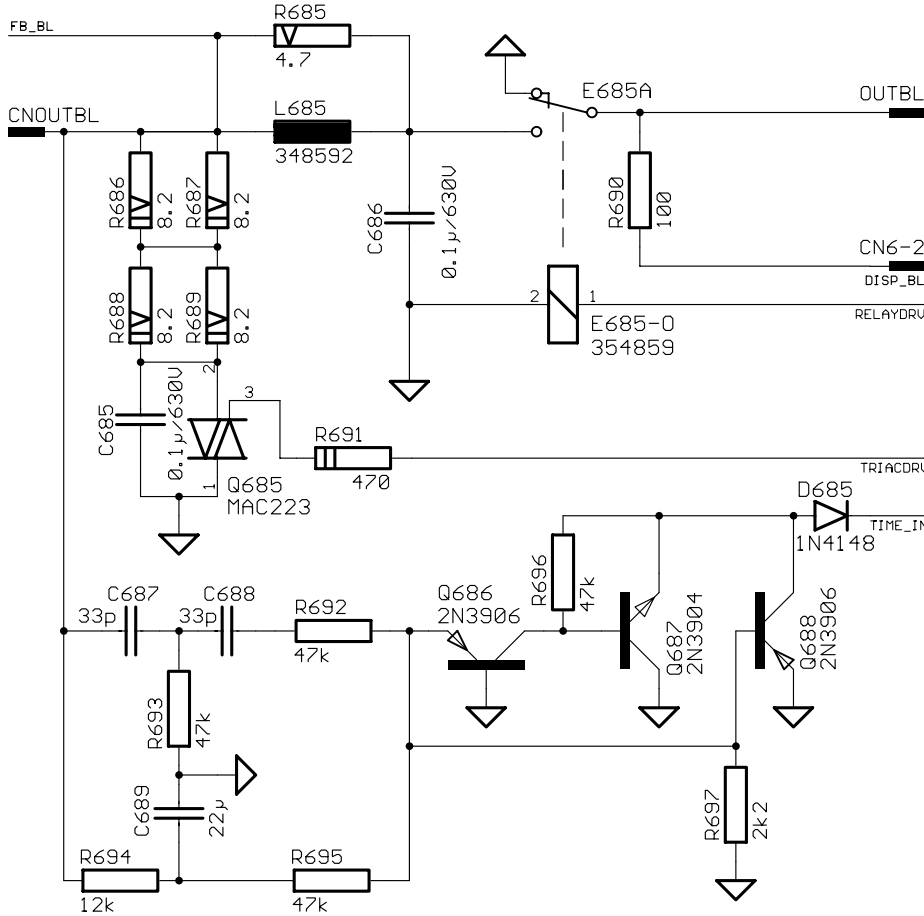 FB_BL
R685
4.7
CNOUTBL
L685
348592
E685A
OUTBL
R686
8.2
R687
8.2
C686
0.1µ/630V
R690
100
CN6-2
DISP_BL
R688
8.2
R689
8.2
2
1
RELAYDRV
E685-O
354859
C685
0.1µ/630V
2
3
1
Q685
MAC223
R691
470
TRIACDRV
D685
1N4148
TIME_IN
C687
33p
C688
33p
R692
47k
Q686
2N3906
R696
47k
Q687
2N3904
Q688
2N3906
R693
47k
C689
22µ
R697
2k2
R694
12k
R695
47k